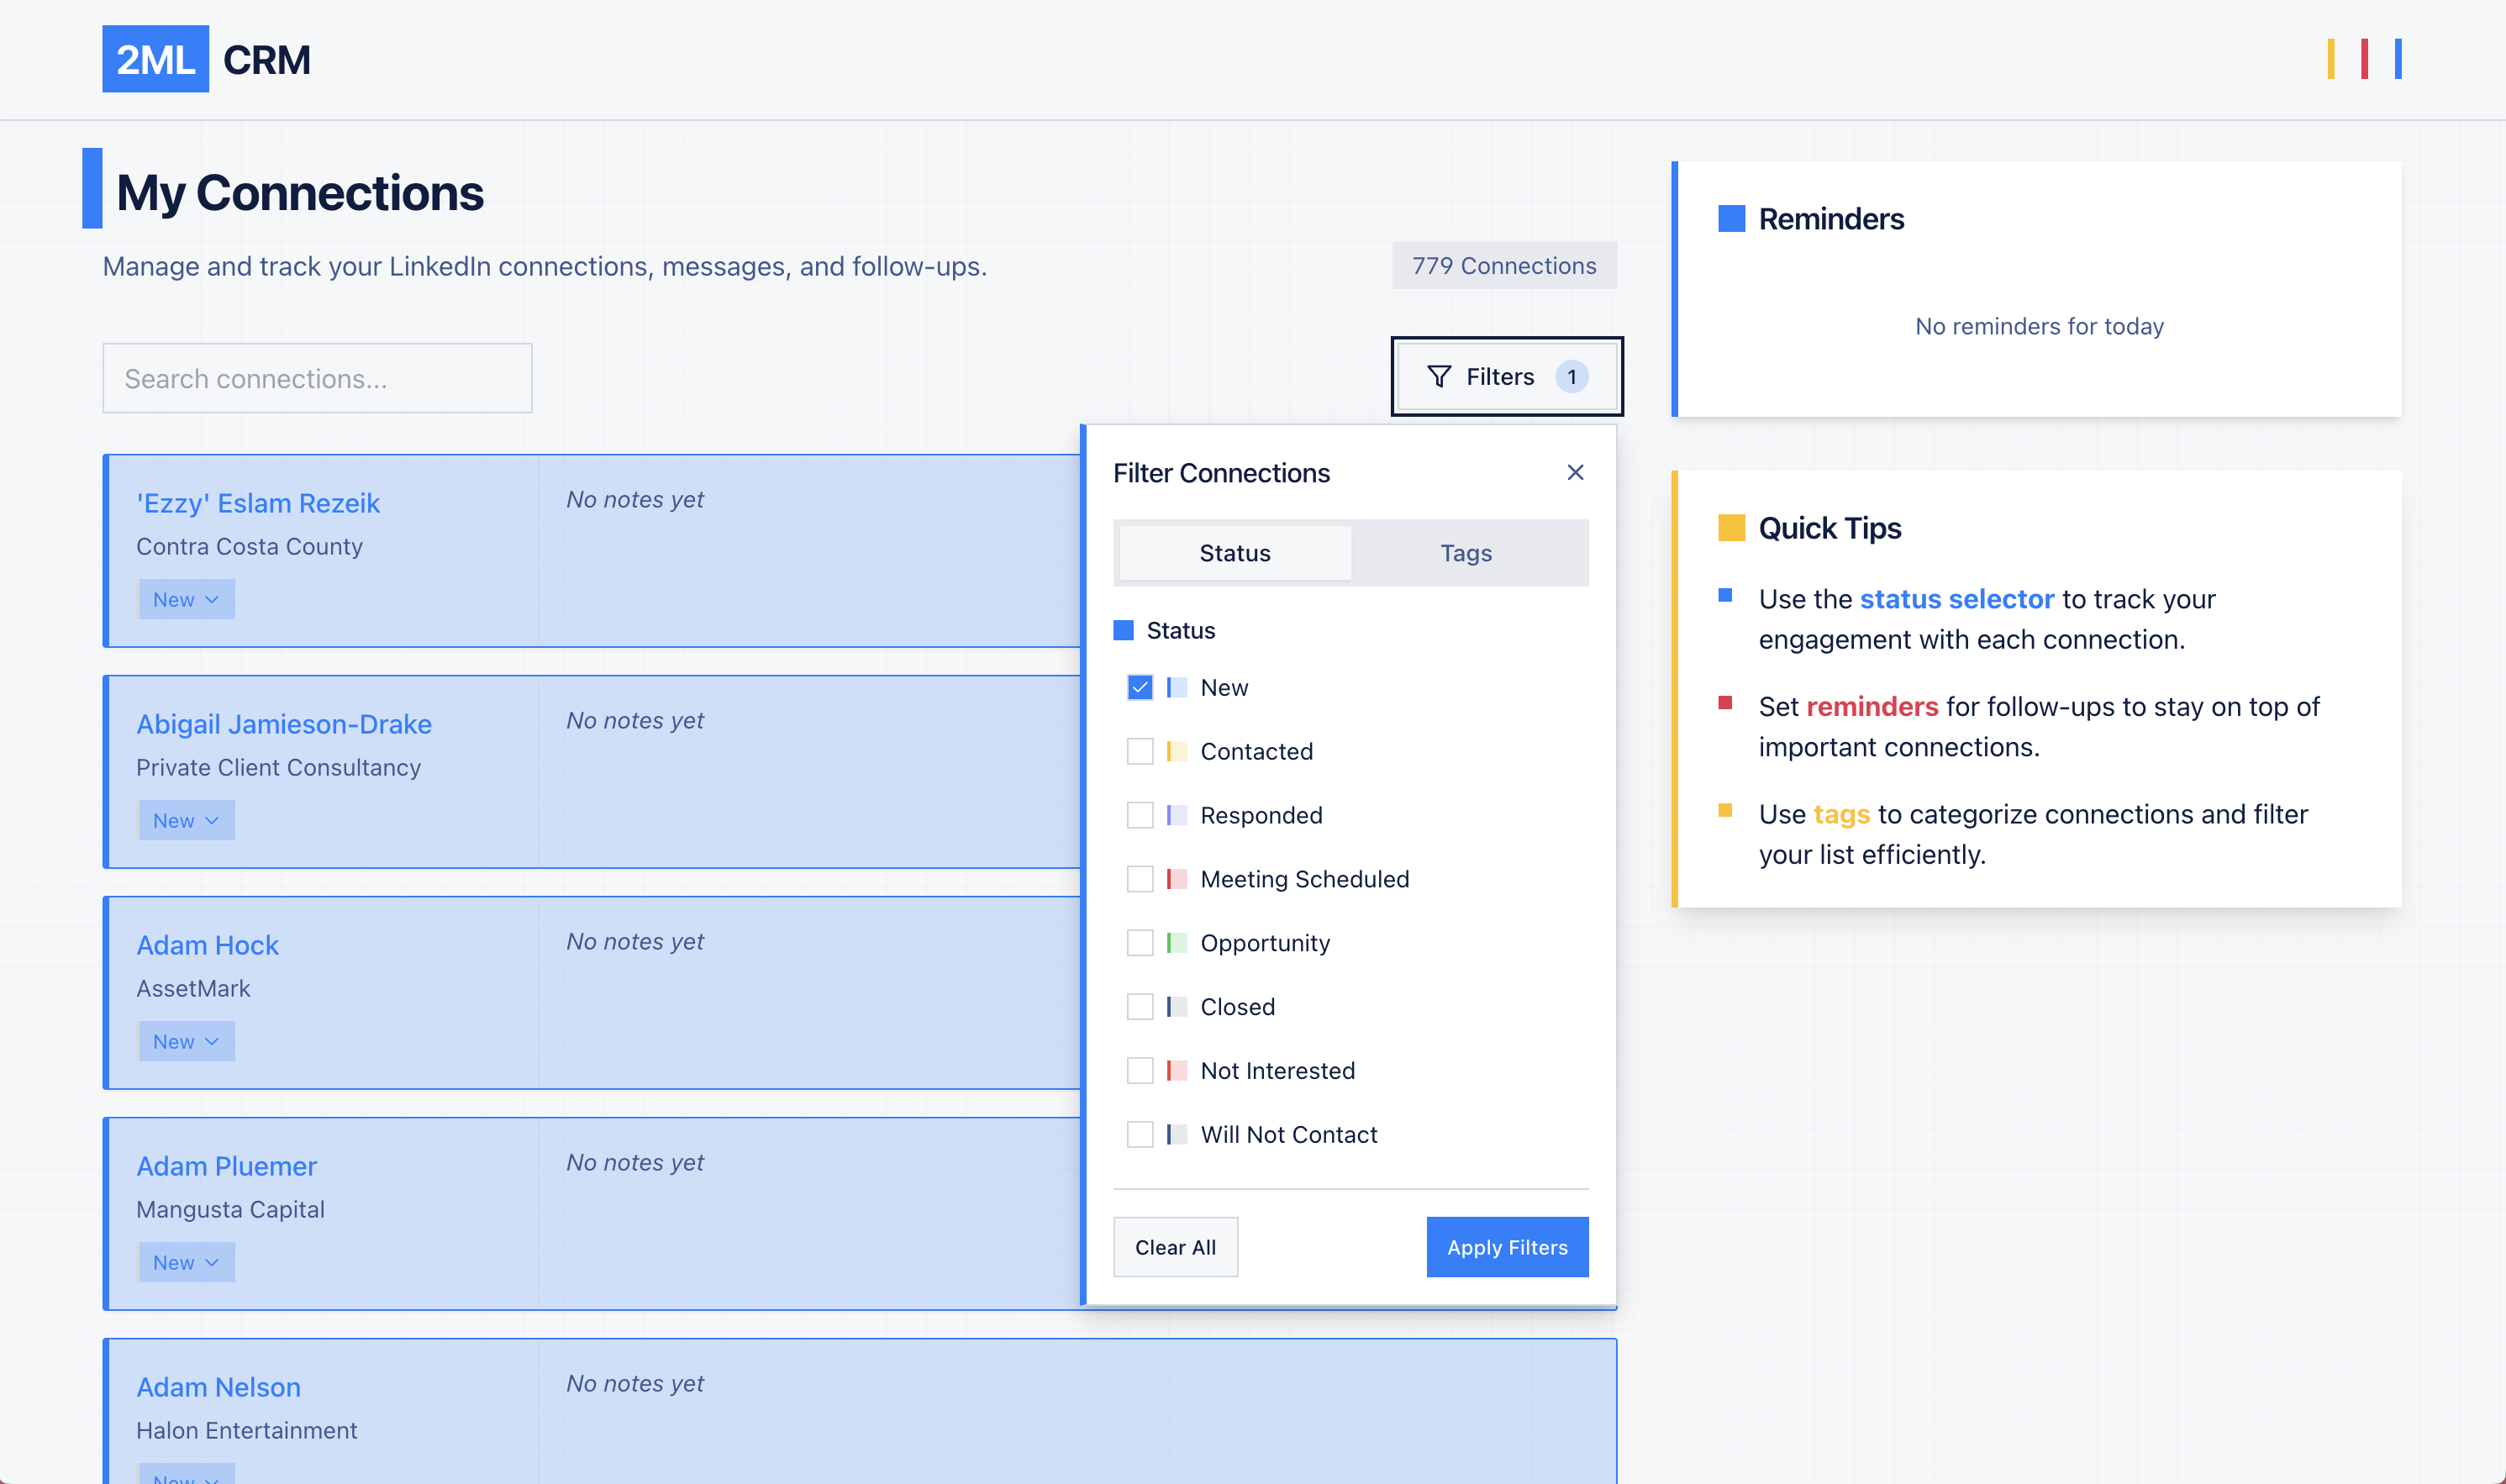 2ML CRM
My Connections
Manage and track your LinkedIn connections, messages, and follow-ups.
779 Connections
Search connections...
Filters 1
'Ezzy' Eslam Rezeik
Contra Costa County
New
No notes yet
Abigail Jamieson-Drake
Private Client Consultancy
New
No notes yet
Adam Hock
AssetMark
New
No notes yet
Adam Pluemer
Mangusta Capital
New
No notes yet
Adam Nelson
Halon Entertainment
New
No notes yet
Filter Connections
Status
Tags
Status
New
Contacted
Responded
Meeting Scheduled
Opportunity
Closed
Not Interested
Will Not Contact
Clear All
Apply Filters
Reminders
No reminders for today
Quick Tips
Use the status selector to track your
engagement with each connection.
Set reminders for follow-ups to stay on top of
important connections.
Use tags to categorize connections and filter
your list efficiently.